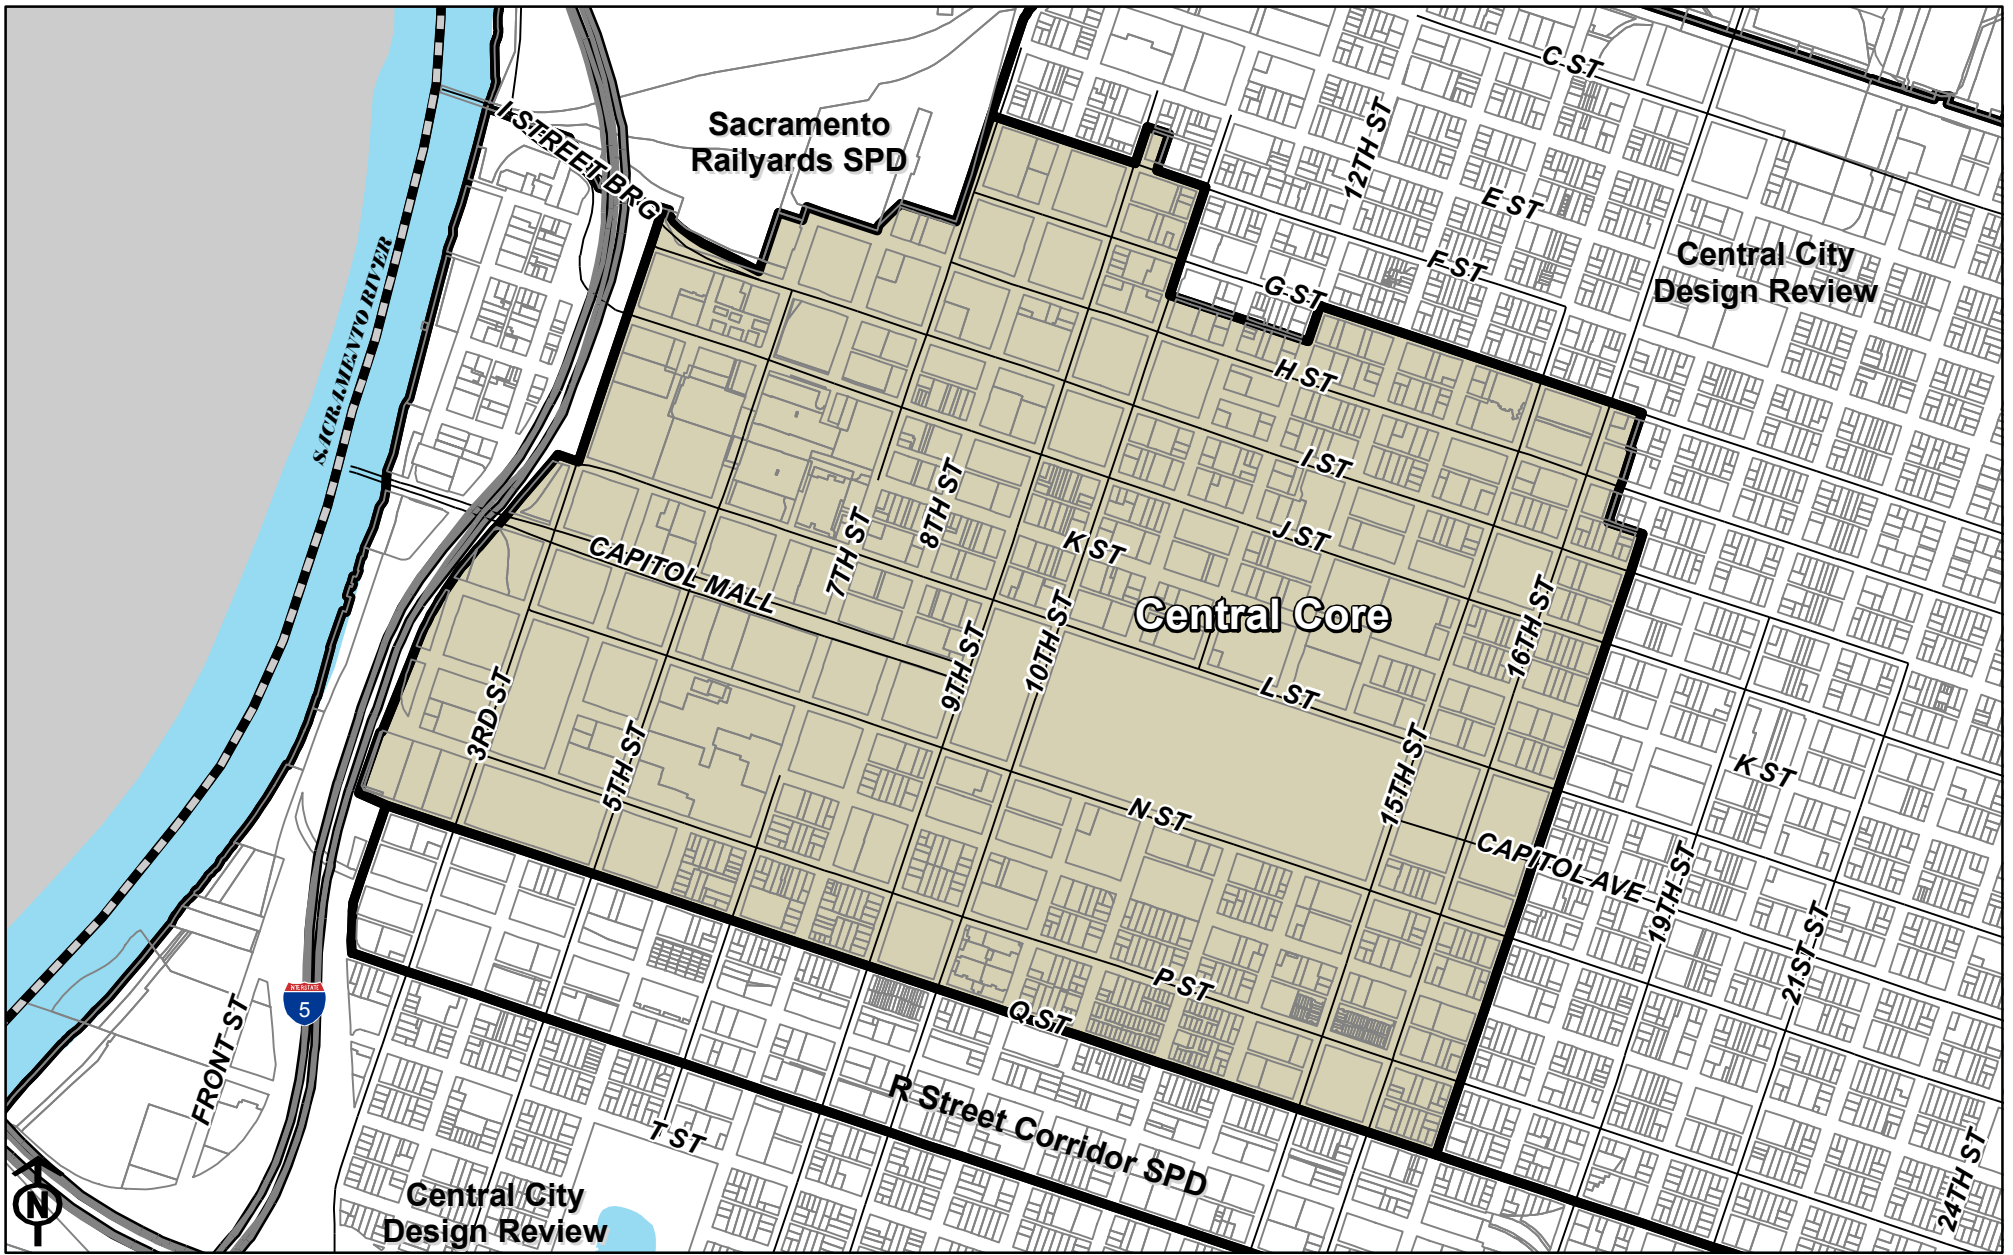 C ST
I STREET BRG
Sacramento
Railyards SPD
12TH ST
E ST
F ST
Central City
Design Review
G ST
SACRAMENTO RIVER
H ST
I ST
8TH ST
7TH ST
J ST
K ST
CAPITOL MALL
Central Core
10TH ST
16TH ST
9TH ST
3RD ST
L ST
5TH ST
15TH ST
K ST
N ST
CAPITOL AVE
19TH ST
21ST ST
P ST
Q ST
INTERSTATE
5
FRONT ST
R Street Corridor SPD
T ST
24TH ST
Central City
Design Review
N